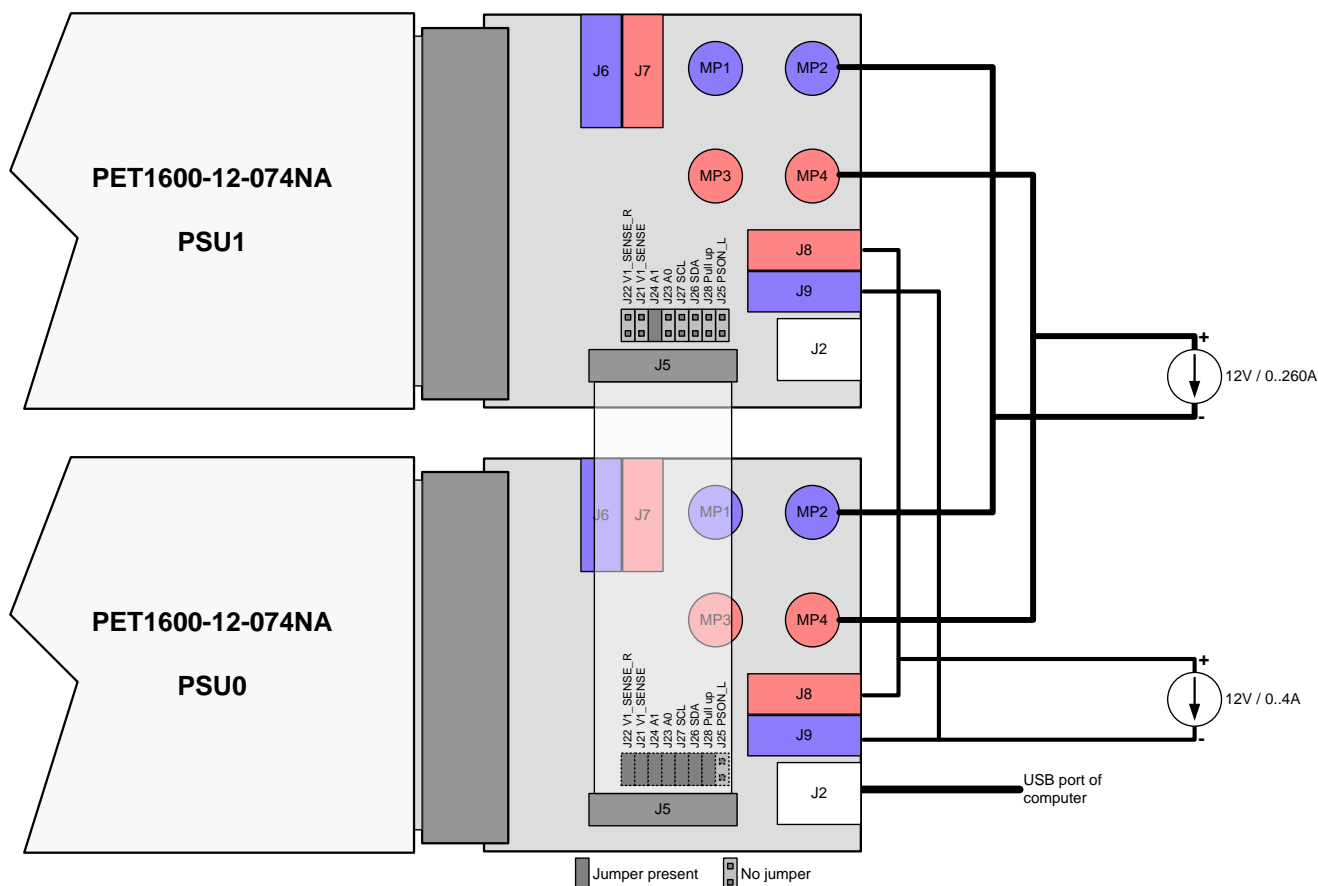 J6
J7
MP1
MP2
PET1600-12-074NA
PSU1
MP3
MP4
J22 V1_SENSE_R
J21 V1_SENSE
J24 A1
J23 A0
J27 SCL
J26 SDA
J28 Pull up
J25 PSON_L
J8
J9
J2
J5
+
12V / 0..260A
-
J6
J7
MP1
MP2
PET1600-12-074NA
PSU0
MP3
MP4
J22 V1_SENSE_R
J21 V1_SENSE
J24 A1
J23 A0
J27 SCL
J26 SDA
J28 Pull up
J25 PSON_L
J8
J9
J2
J5
+
12V / 0..4A
-
USB port of
computer
Jumper present
No jumper